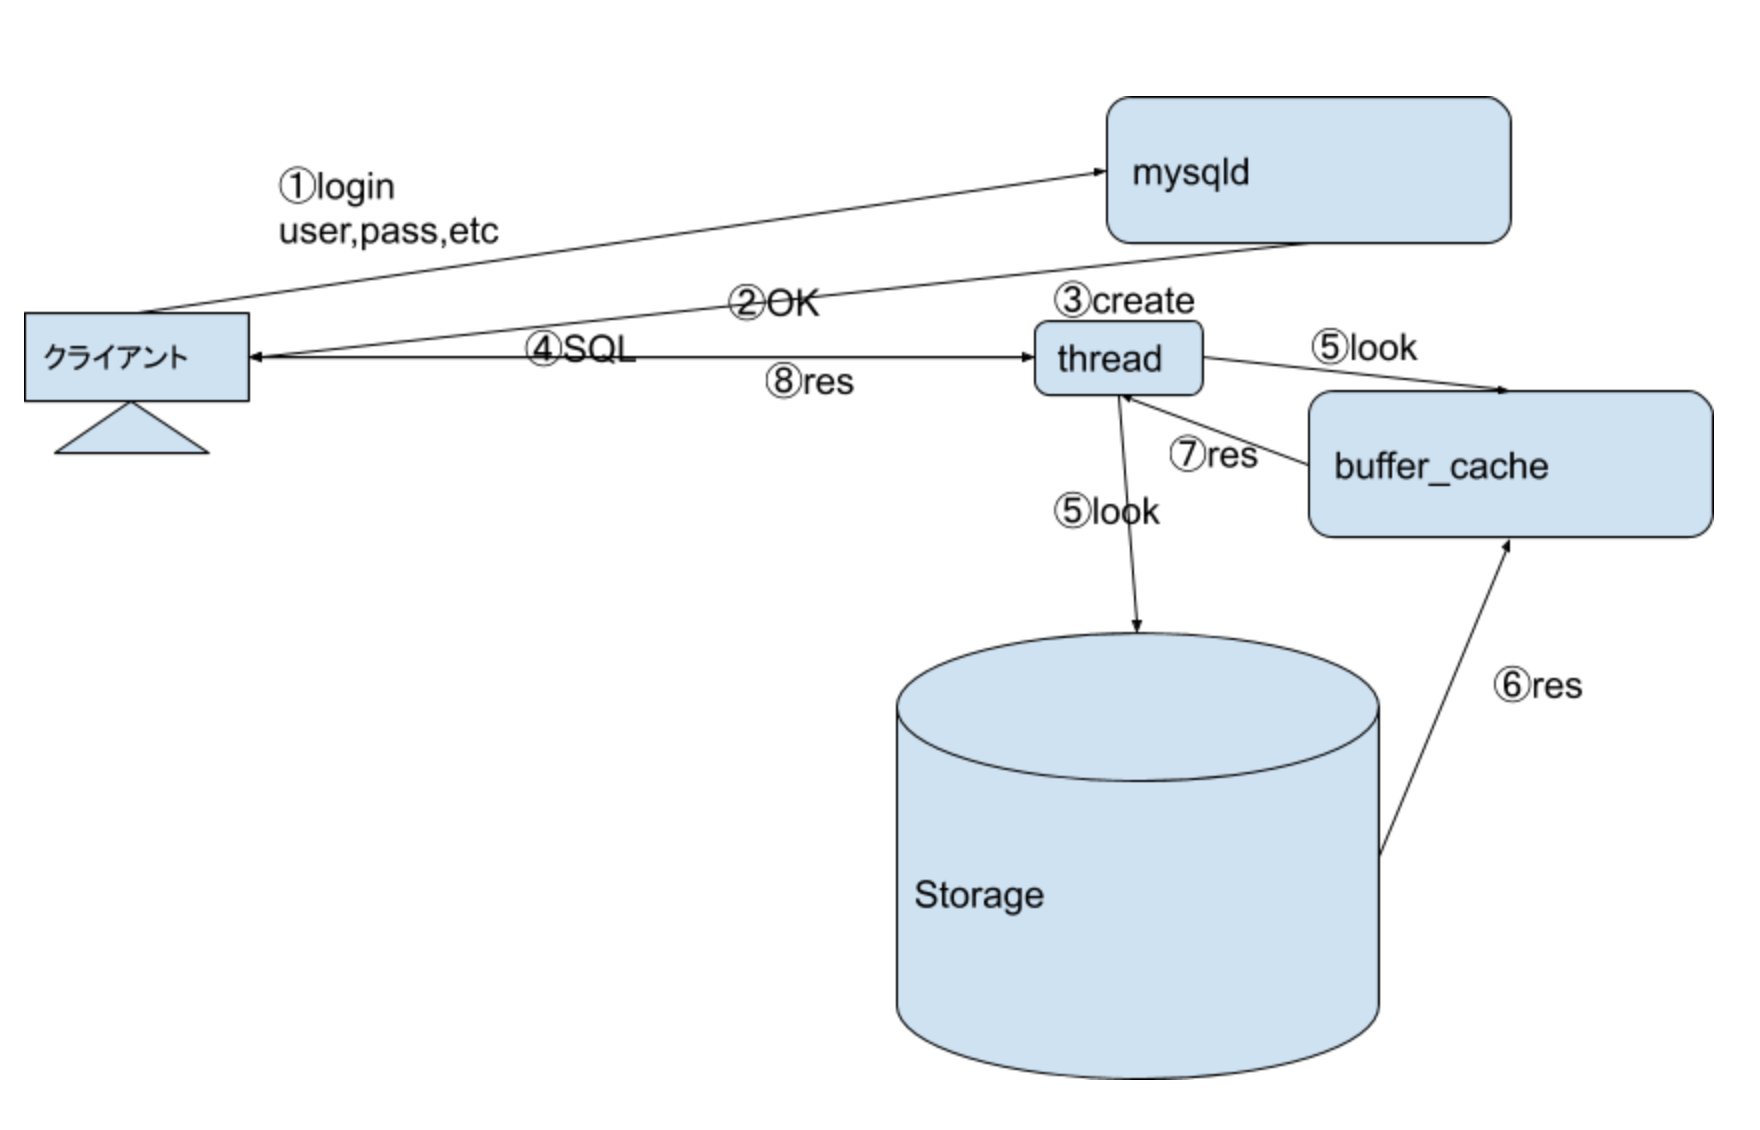 ①login
user,pass,etc
mysqld
②OK
③create
クライアント
④SQL
⑧res
thread
⑤look
⑦res
buffer_cache
⑤look
⑥res
Storage